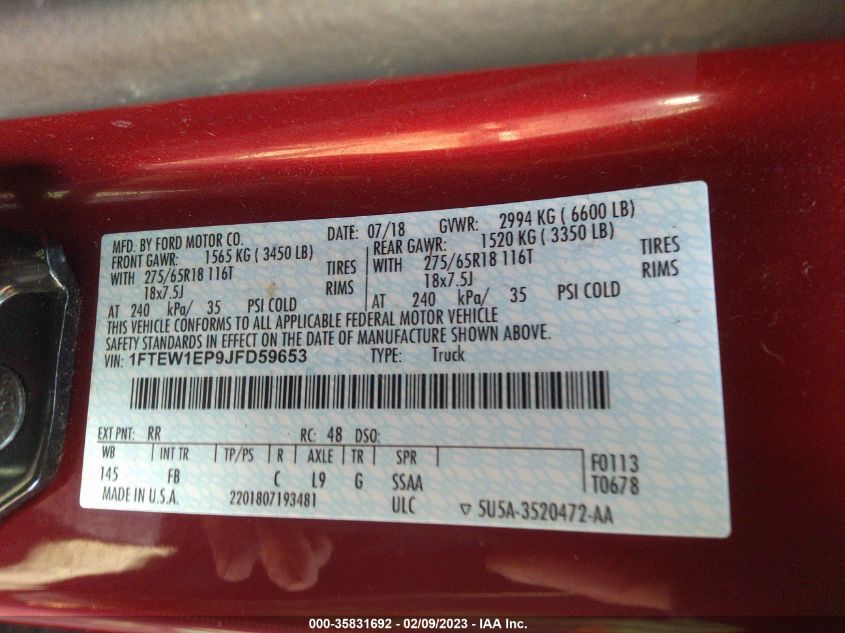 MFD. BY FORD MOTOR CO. DATE: 07/18 GVWR: 2994 KG ( 6600 LB)
FRONT GAWR: 1565 KG ( 3450 LB) REAR GAWR: 1520 KG ( 3350 LB)
WITH 275/65R18 116T TIRES WITH 275/65R18 116T TIRES
18x7.5J RIMS 18x7.5J RIMS
AT 240 kPa/ 35 PSI COLD AT 240 kPa/ 35 PSI COLD
THIS VEHICLE CONFORMS TO ALL APPLICABLE FEDERAL MOTOR VEHICLE
SAFETY STANDARDS IN EFFECT ON THE DATE OF MANUFACTURE SHOWN ABOVE.
VIN: 1FTEW1EP9JFD59653 TYPE: Truck
EXT PNT: RR RC: 48 DSO:
WB INT TR TP/PS R AXLE TR SPR F0113
145 FB C L9 G SSAA T0678
MADE IN U.S.A. 2201807193481 ULC ▽ 5U5A-3520472-AA
000-35831692 - 02/09/2023 - IAA Inc.